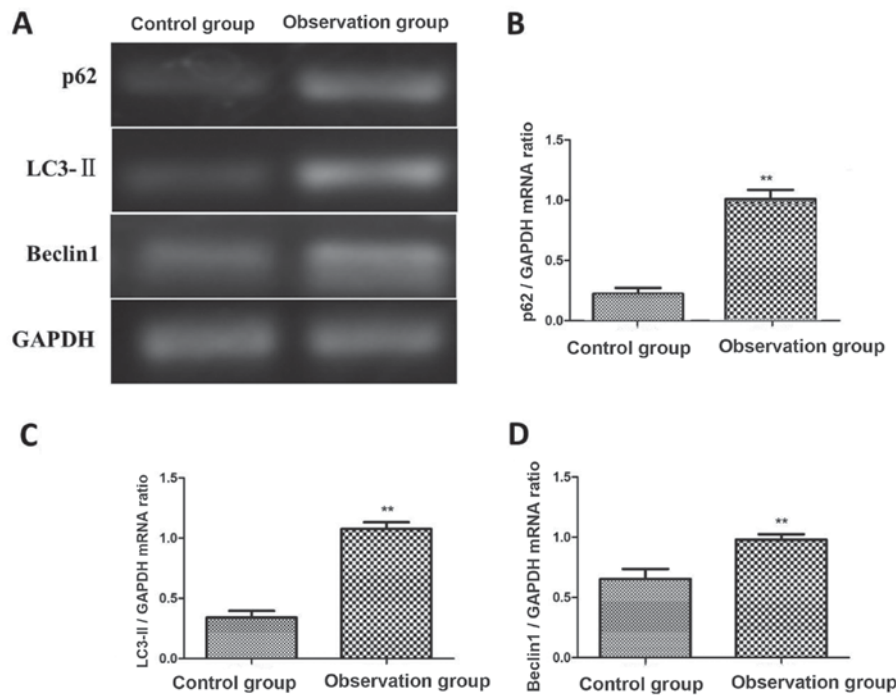 A
Control group Observation group
p62
LC3-Ⅱ
Beclin1
GAPDH
B
p62 / GAPDH mRNA ratio
1.5
1.0
0.5
0.0
**
Control group Observation group
C
LC3-II / GAPDH mRNA ratio
1.5
1.0
0.5
0.0
**
Control group Observation group
D
Beclin1 / GAPDH mRNA ratio
1.5
1.0
0.5
0.0
**
Control group Observation group